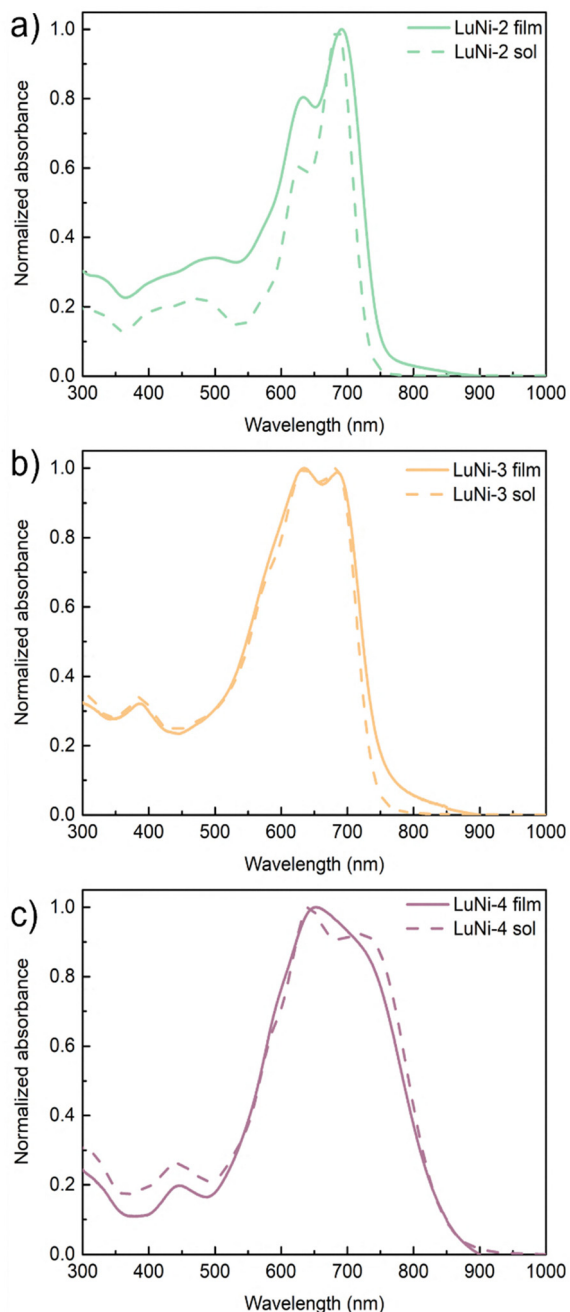 a)
LuNi-2 film
LuNi-2 sol
1.0
0.8
0.6
0.4
0.2
0.0
Normalized absorbance
300 400 500 600 700 800 900 1000
Wavelength (nm)
b)
LuNi-3 film
LuNi-3 sol
1.0
0.8
0.6
0.4
0.2
0.0
Normalized absorbance
300 400 500 600 700 800 900 1000
Wavelength (nm)
c)
LuNi-4 film
LuNi-4 sol
1.0
0.8
0.6
0.4
0.2
0.0
Normalized absorbance
300 400 500 600 700 800 900 1000
Wavelength (nm)